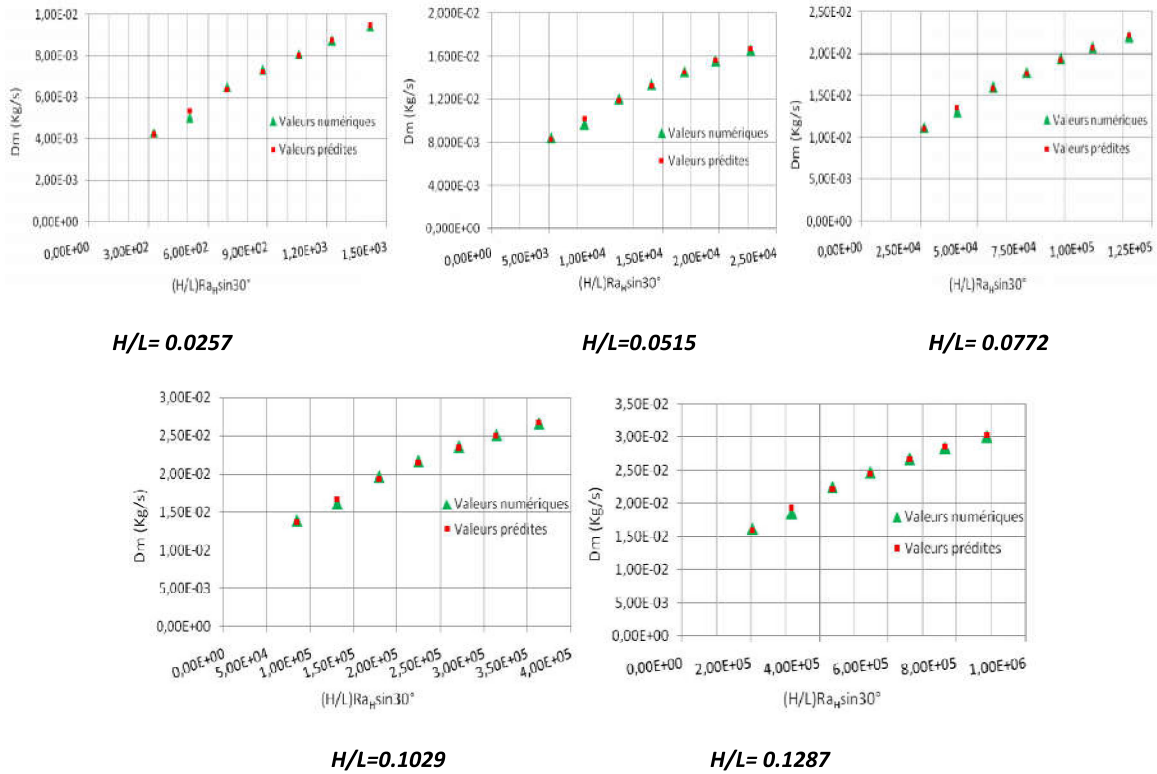 1,00E-02
8,00E-03
6,00E-03
4,00E-03
2,00E-03
0,00E+00
Dm (Kg/s)
Valeurs numériques
Valeurs prédites
0,00E+00 3,00E+02 6,00E+02 9,00E+02 1,20E+03 1,50E+03
(H/L)RaHsin30°
2,000E-02
1,600E-02
1,200E-02
8,000E-03
4,000E-03
0,000E+00
Dm (Kg/s)
Valeurs numériques
Valeurs prédites
0,00E+00 5,00E+03 1,00E+04 1,50E+04 2,00E+04 2,50E+04
(H/L)RaHsin30°
2,50E-02
2,00E-02
1,50E-02
1,00E-02
5,00E-03
0,00E+00
Dm (Kg/s)
Valeurs numériques
Valeurs prédites
0,00E+00 2,50E+04 5,00E+04 7,50E+04 1,00E+05 1,25E+05
(H/L)RaHsin30°
H/L= 0.0257
H/L=0.0515
H/L= 0.0772
3,00E-02
2,50E-02
2,00E-02
1,50E-02
1,00E-02
5,00E-03
0,00E+00
Dm (Kg/s)
Valeurs numériques
Valeurs prédites
0,00E+00 5,00E+04 1,00E+05 1,50E+05 2,00E+05 2,50E+05 3,00E+05 3,50E+05 4,00E+05
(H/L)RaHsin30°
3,50E-02
3,00E-02
2,50E-02
2,00E-02
1,50E-02
1,00E-02
5,00E-03
0,00E+00
Dm (Kg/s)
Valeurs numériques
Valeurs prédites
0,00E+00 2,00E+05 4,00E+05 6,00E+05 8,00E+05 1,00E+06
(H/L)RaHsin30°
H/L=0.1029
H/L= 0.1287